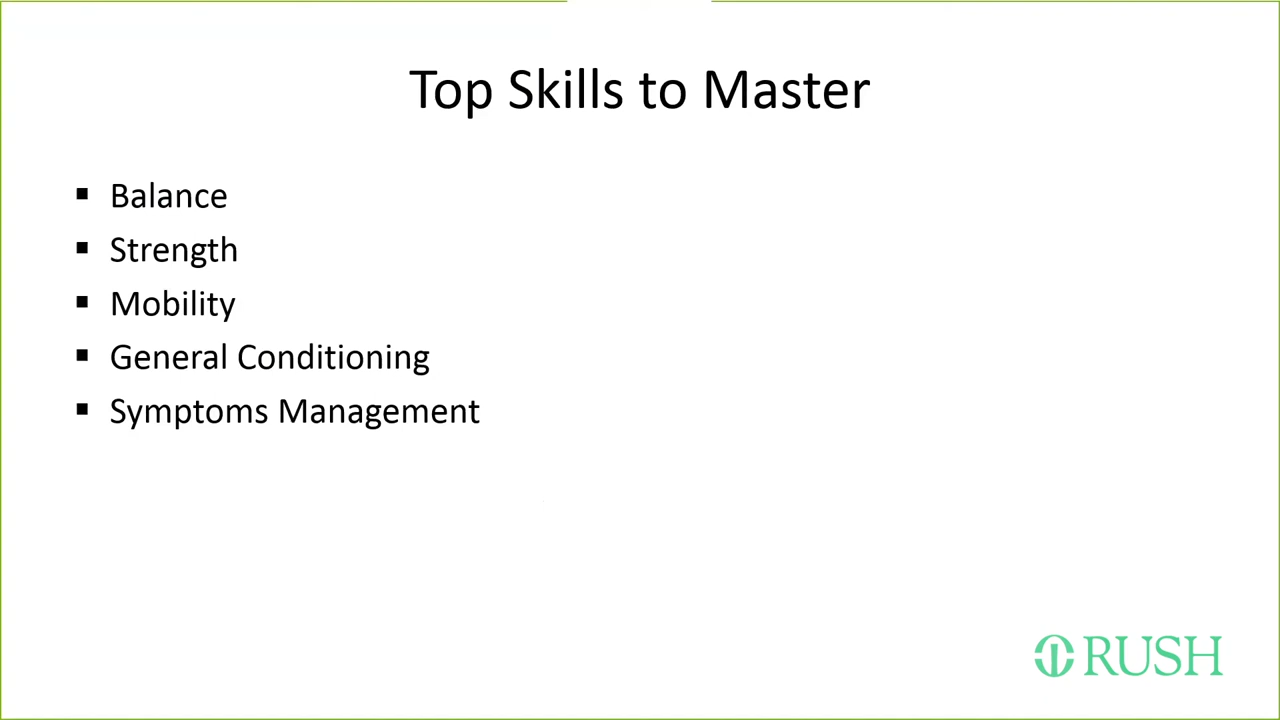 Top Skills to Master
Balance
Strength
Mobility
General Conditioning
Symptoms Management
RUSH